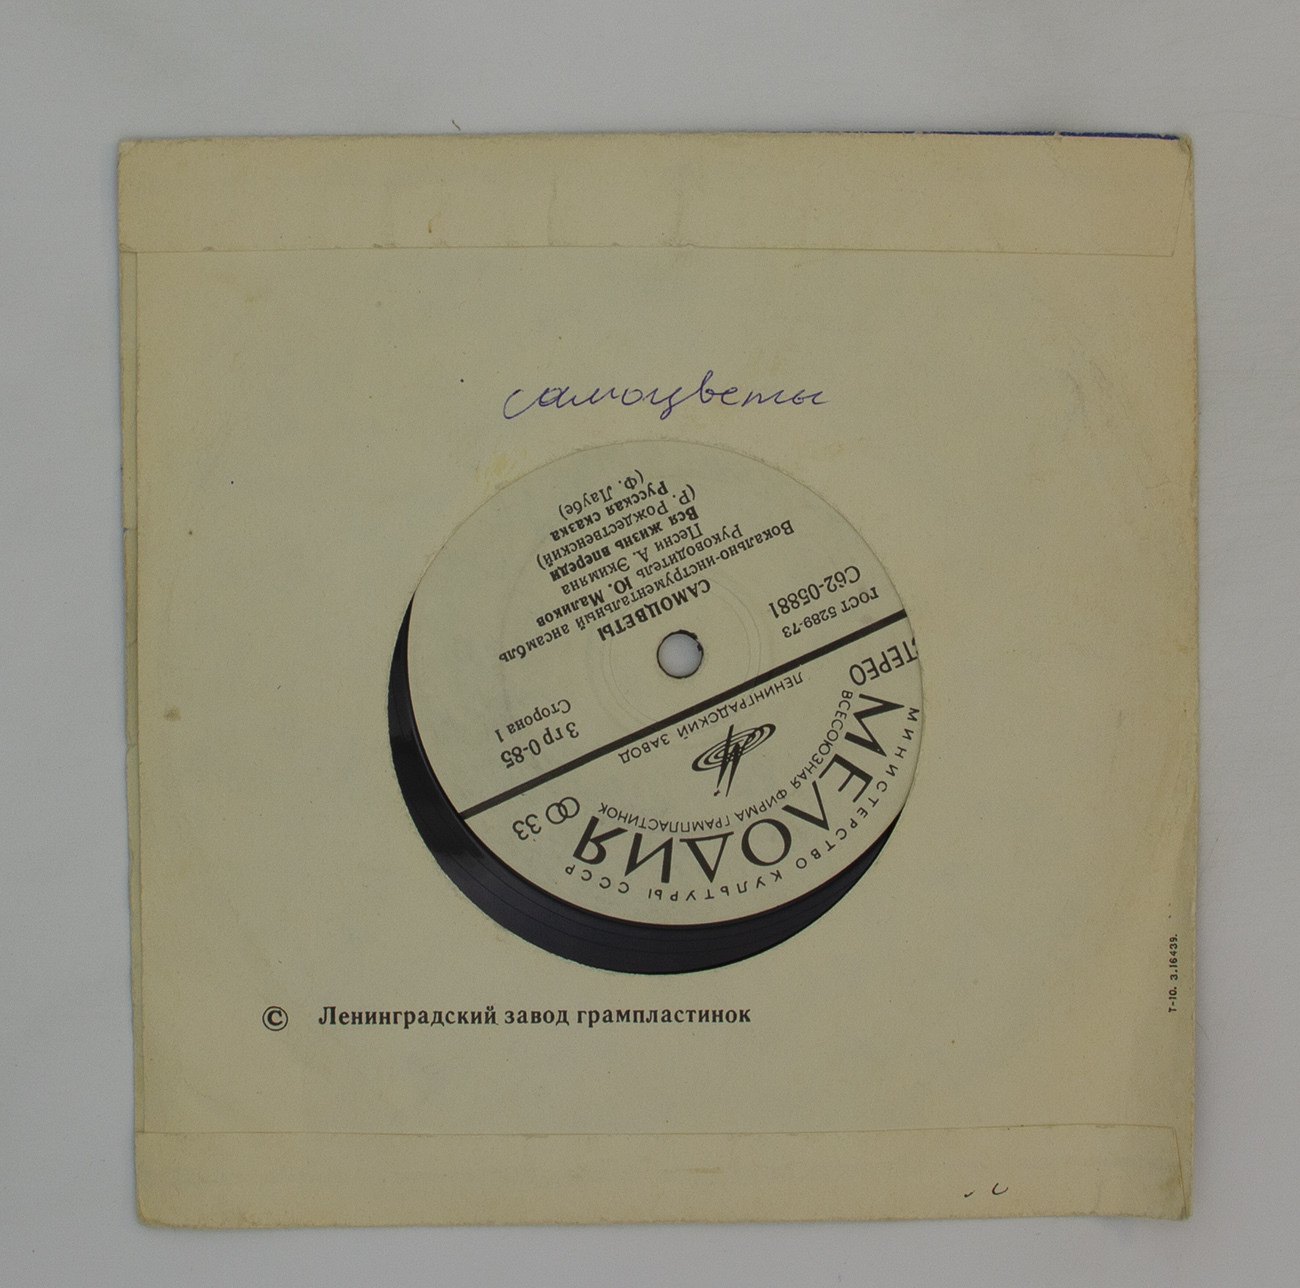 самоцветы
МИНИСТЕРСТВО КУЛЬТУРЫ СССР
МЕЛОДИЯ
ВСЕСОЮЗНАЯ ФИРМА ГРАМПЛАСТИНОК
СТЕРЕО
33
ЛЕНИНГРАДСКИЙ ЗАВОД
ГОСТ 5289-73
С62-05881
3 гр 0-85
Сторона 1
САМОЦВЕТЫ
Вокально-инструментальный ансамбль
Руководитель Ю. Маликов
Песни А. Экимяна
Вся жизнь впереди
(Р. Рождественский)
Русская сказка
(Ф. Лаубе)
© Ленинградский завод грампластинок
Т-10. З.16439.